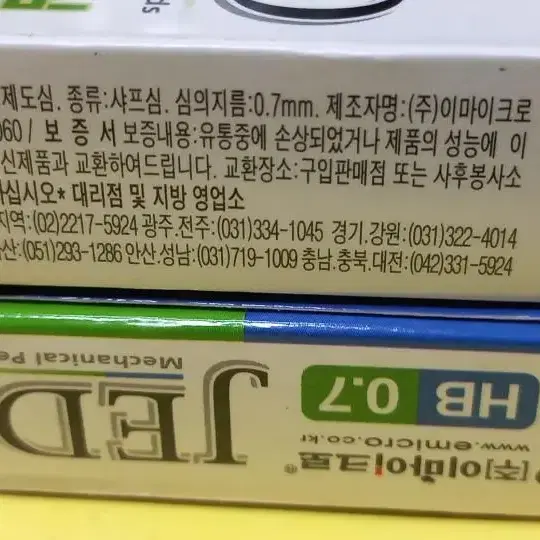 ds
제도심. 종류:샤프심. 심의지름:0.7mm. 제조자명:(주)이마이크로
060 / 보 증 서 보증내용:유통중에 손상되었거나 제품의 성능에 이
신제품과 교환하여드립니다. 교환장소:구입판매점 또는 사후봉사소
하십시오* 대리점 및 지방 영업소
지역:(02)2217-5924 광주.전주:(031)334-1045 경기.강원:(031)322-4014
산:(051)293-1286 안산.성남:(031)719-1009 충남.충북.대전:(042)331-5924
(주)이마이크로®
www.emicro.co.kr
JED
HB 0.7
Mechanical Pe